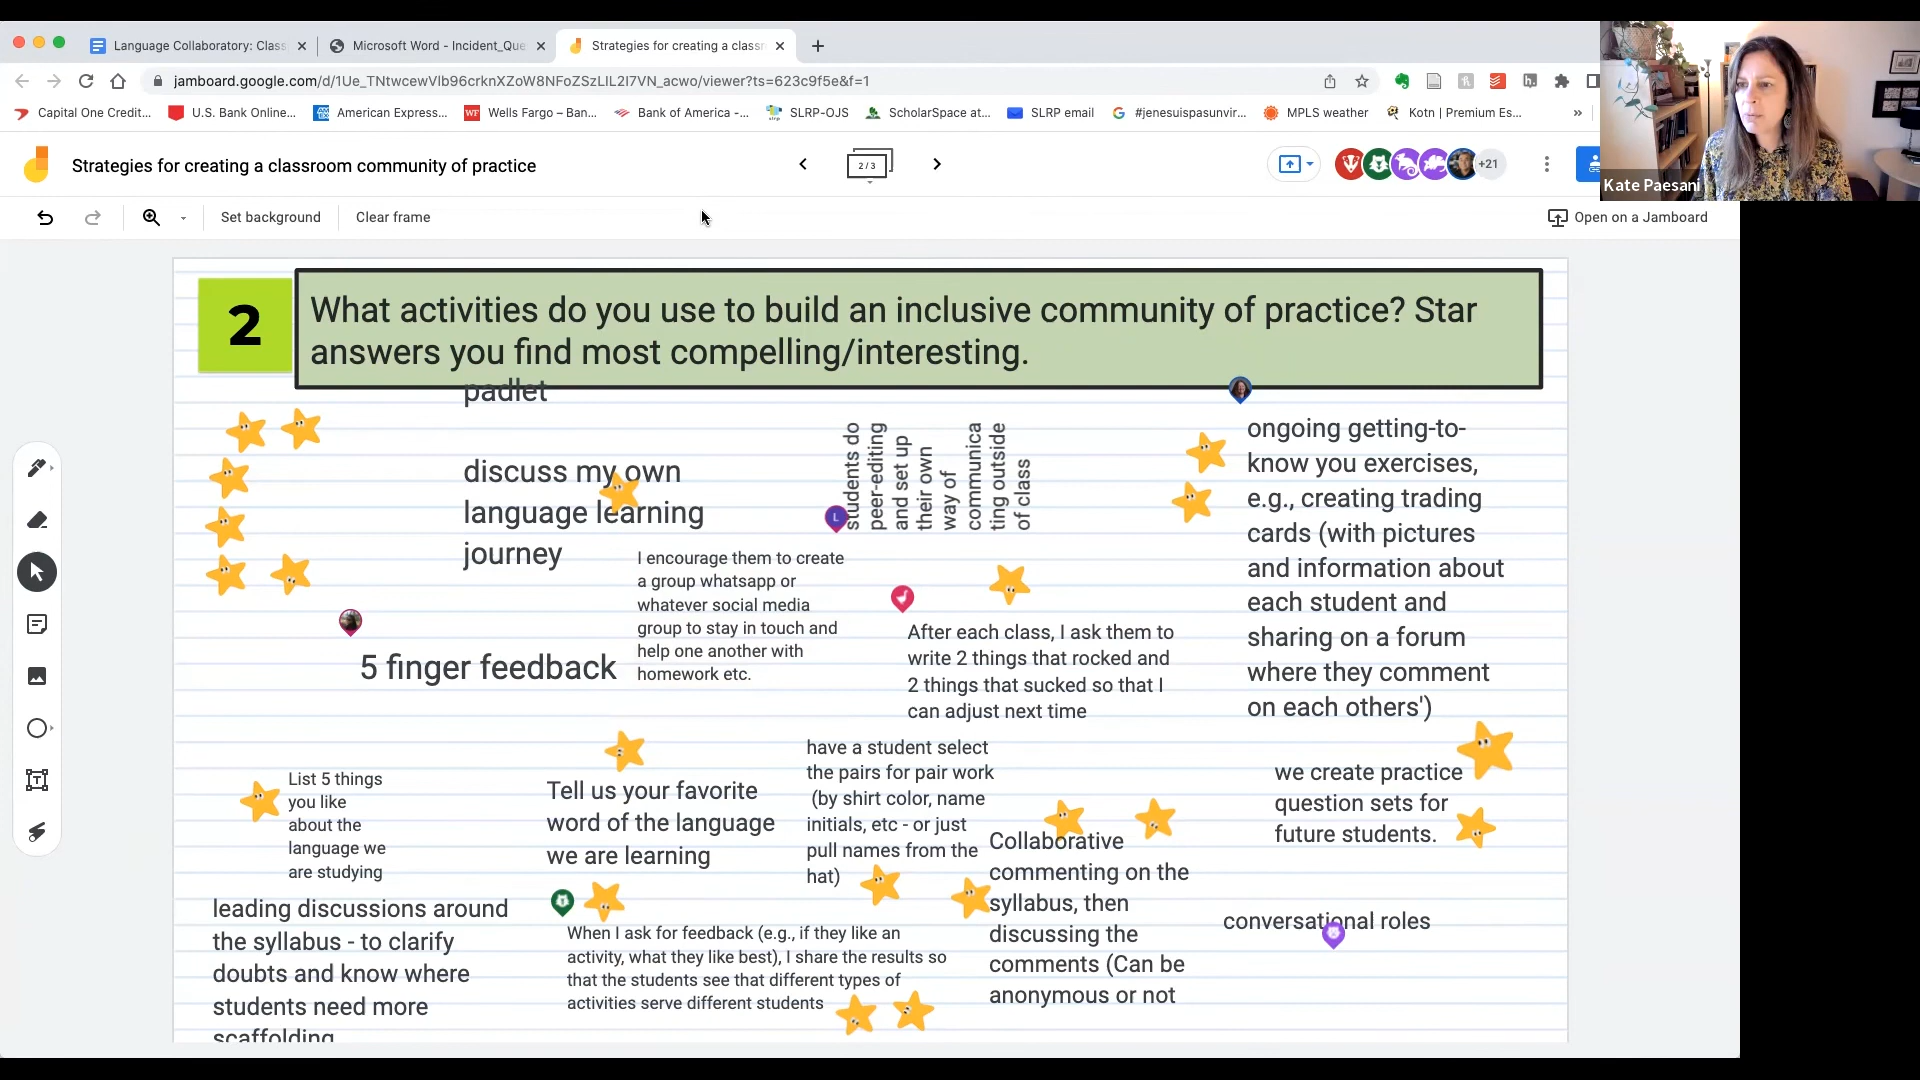 Language Collaboratory: Class
Microsoft Word - Incident_Que
Strategies for creating a classr
jamboard.google.com/d/1Ue_TNtwcewVlb96crknXZoW8NFoZSzLlL2I7VN_acwo/viewer?ts=623c9f5e&f=1
Capital One Credit...
U.S. Bank Online...
American Express...
Wells Fargo – Ban...
Bank of America -...
SLRP-OJS
ScholarSpace at...
SLRP email
#jenesuispasunvir...
MPLS weather
Kotn | Premium Es...
»
Kate Paesani
Strategies for creating a classroom community of practice
2 / 3
+21
Set background
Clear frame
Open on a Jamboard
2
What activities do you use to build an inclusive community of practice? Star
answers you find most compelling/interesting.
padlet
discuss my own
language learning
journey
students do
peer-editing
and set up
their own
way of
communica
ting outside
of class
L
ongoing getting-to-
know you exercises,
e.g., creating trading
cards (with pictures
and information about
each student and
sharing on a forum
where they comment
on each others')
I encourage them to create
a group whatsapp or
whatever social media
group to stay in touch and
help one another with
homework etc.
5 finger feedback
After each class, I ask them to
write 2 things that rocked and
2 things that sucked so that I
can adjust next time
List 5 things
you like
about the
language we
are studying
Tell us your favorite
word of the language
we are learning
have a student select
the pairs for pair work
(by shirt color, name
initials, etc - or just
pull names from the
hat)
we create practice
question sets for
future students.
Collaborative
commenting on the
syllabus, then
discussing the
comments (Can be
anonymous or not
leading discussions around
the syllabus - to clarify
doubts and know where
students need more
scaffolding
When I ask for feedback (e.g., if they like an
activity, what they like best), I share the results so
that the students see that different types of
activities serve different students
conversational roles